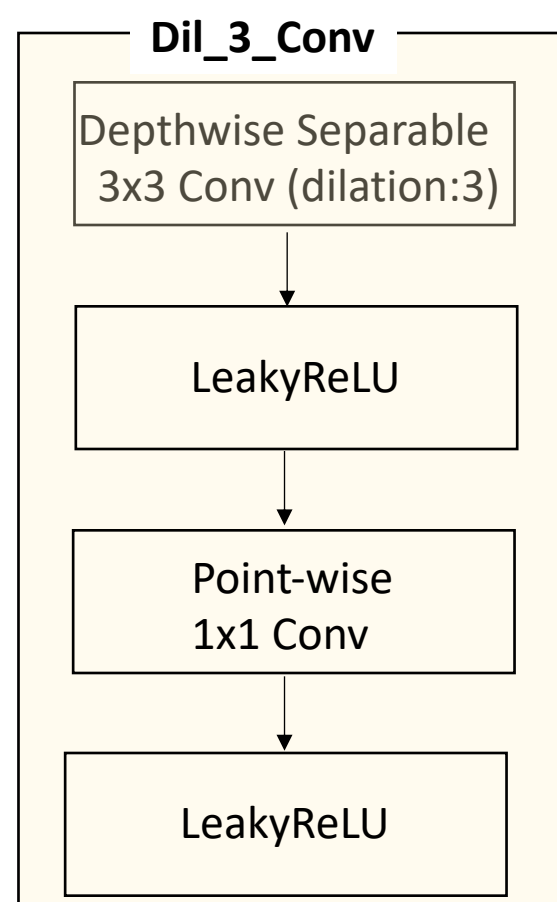 Dil_3_Conv
Depthwise Separable
3x3 Conv (dilation:3)
LeakyReLU
Point-wise
1x1 Conv
LeakyReLU